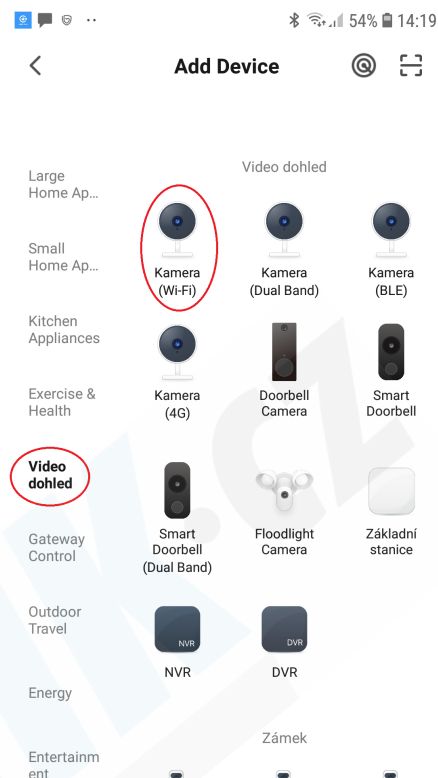 54% 14:19
Add Device
Video dohled
Large
Home Ap...
Kamera
(Wi-Fi)
Kamera
(Dual Band)
Kamera
(BLE)
Small
Home Ap...
Kitchen
Appliances
Kamera
(4G)
Doorbell
Camera
Smart
Doorbell
Exercise &
Health
Video
dohled
Smart
Doorbell
(Dual Band)
Floodlight
Camera
Základní
stanice
Gateway
Control
Outdoor
Travel
NVR
DVR
NVR
DVR
Energy
Zámek
Entertainm
ent